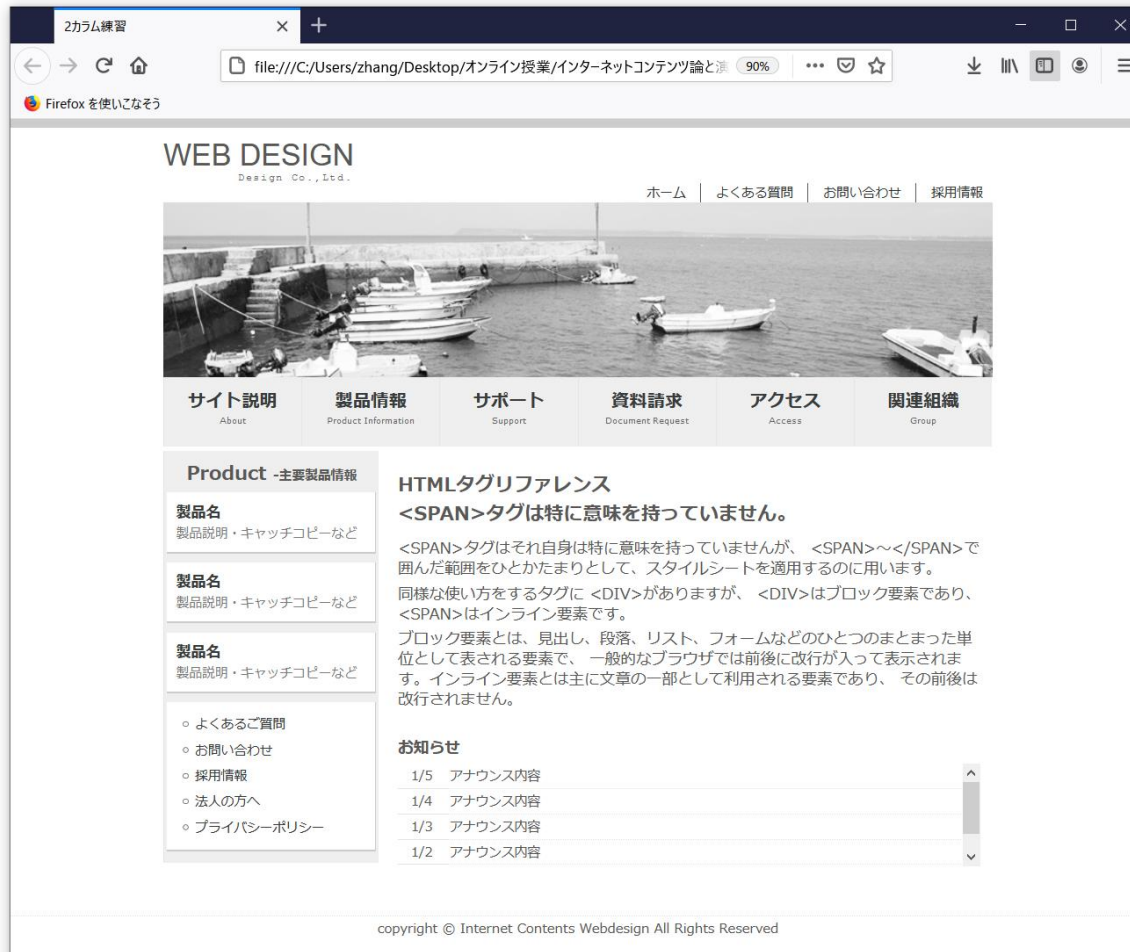 2カラム練習
file:///C:/Users/zhang/Desktop/オンライン授業/インターネットコンテンツ論と演
90%
Firefox を使いこなそう
WEB DESIGN
Design Co.,Ltd.
ホーム
よくある質問
お問い合わせ
採用情報
サイト説明
About
製品情報
Product Information
サポート
Support
資料請求
Document Request
アクセス
Access
関連組織
Group
Product -主要製品情報
製品名
製品説明・キャッチコピーなど
製品名
製品説明・キャッチコピーなど
製品名
製品説明・キャッチコピーなど
よくあるご質問
お問い合わせ
採用情報
法人の方へ
プライバシーポリシー
HTMLタグリファレンス
<SPAN>タグは特に意味を持っていません。
<SPAN>タグはそれ自身は特に意味を持っていませんが、 <SPAN>～</SPAN>で
囲んだ範囲をひとかたまりとして、スタイルシートを適用するのに用います。
同様な使い方をするタグに <DIV>がありますが、 <DIV>はブロック要素であり、
<SPAN>はインライン要素です。
ブロック要素とは、見出し、段落、リスト、フォームなどのひとつのまとまった単
位として表される要素で、 一般的なブラウザでは前後に改行が入って表示されま
す。インライン要素とは主に文章の一部として利用される要素であり、 その前後は
改行されません。
お知らせ
1/5 アナウンス内容
1/4 アナウンス内容
1/3 アナウンス内容
1/2 アナウンス内容
copyright © Internet Contents Webdesign All Rights Reserved